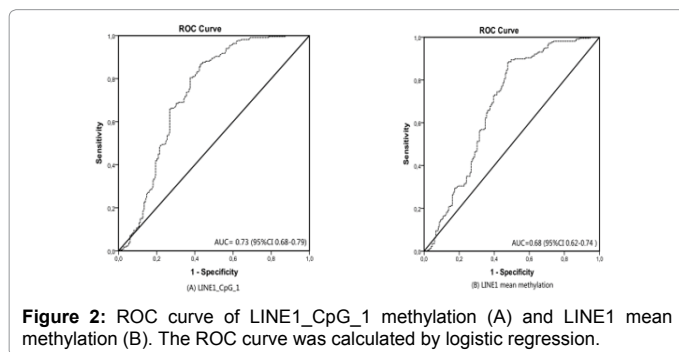 ROC Curve
1,0
0,8
0,6
0,4
0,2
0,0
Sensitivity
AUC= 0.73 (95%CI 0.68-0.79)
0,0 0,2 0,4 0,6 0,8 1,0
1 - Specificity
(A) LINE1_CpG_1
ROC Curve
1,0
0,8
0,6
0,4
0,2
0,0
Sensitivity
AUC=0.68 (95%CI 0.62-0.74 )
0,0 0,2 0,4 0,6 0,8 1,0
1 - Specificity
(B) LINE1 mean methylation
Figure 2: ROC curve of LINE1_CpG_1 methylation (A) and LINE1 mean
methylation (B). The ROC curve was calculated by logistic regression.